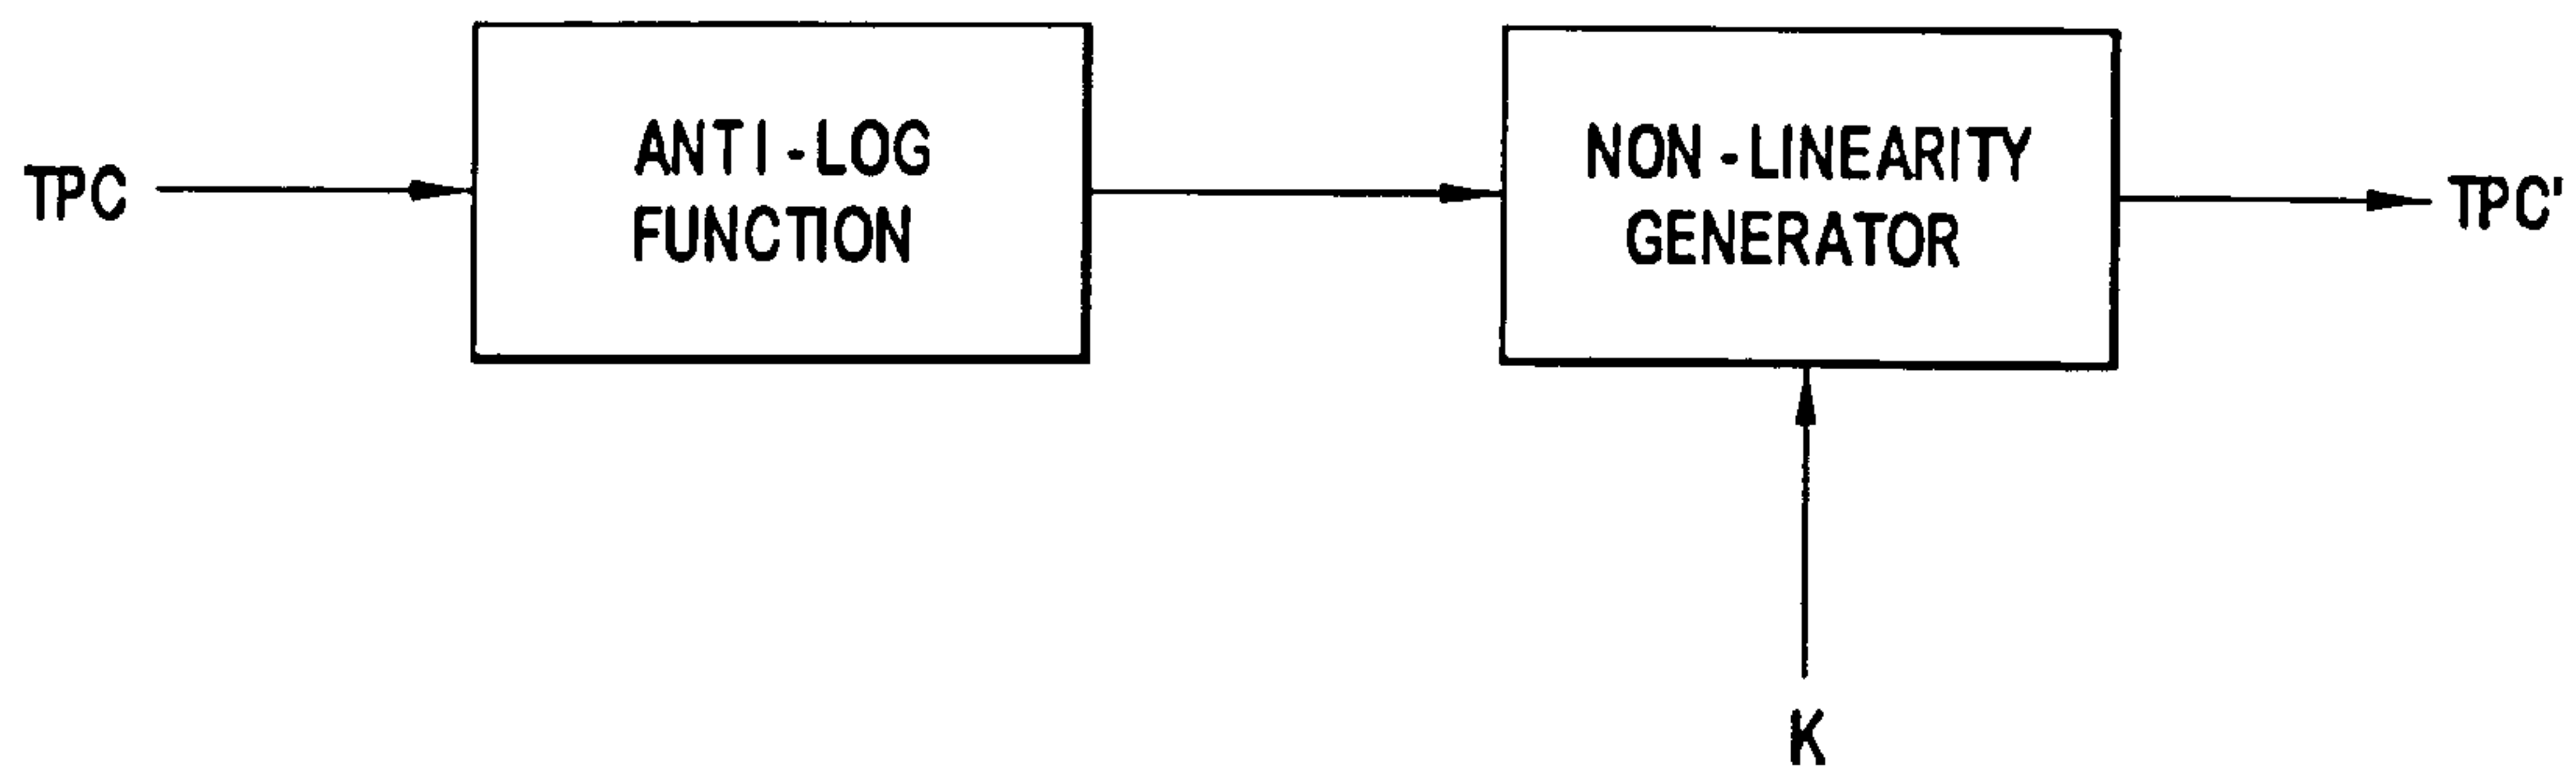 TPC
ANTI-LOG
FUNCTION
NON-LINEARITY
GENERATOR
TPC'
K